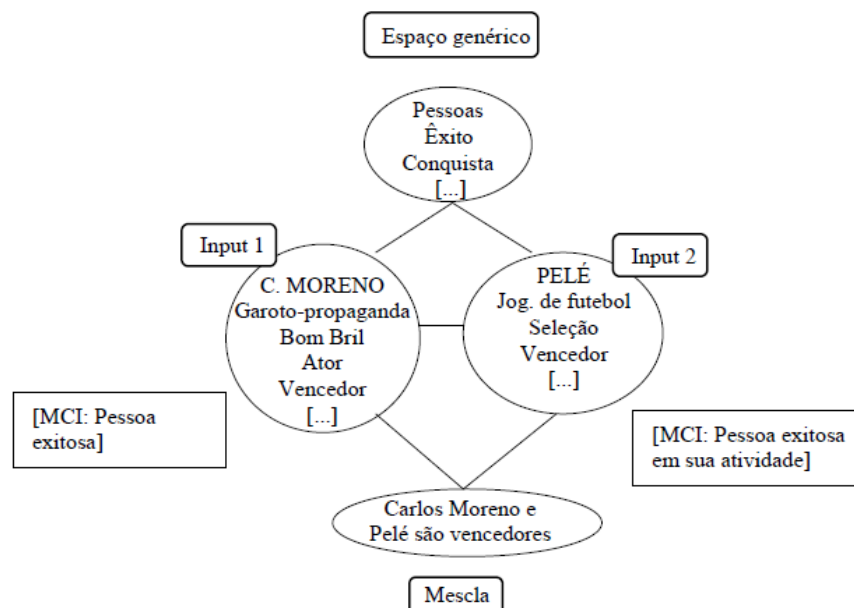 Espaço genérico
Pessoas
Êxito
Conquista
[...]
Input 1
C. MORENO
Garoto-propaganda
Bom Bril
Ator
Vencedor
[...]
Input 2
PELÉ
Jog. de futebol
Seleção
Vencedor
[...]
[MCI: Pessoa
exitosa]
[MCI: Pessoa exitosa
em sua atividade]
Carlos Moreno e
Pelé são vencedores
Mescla